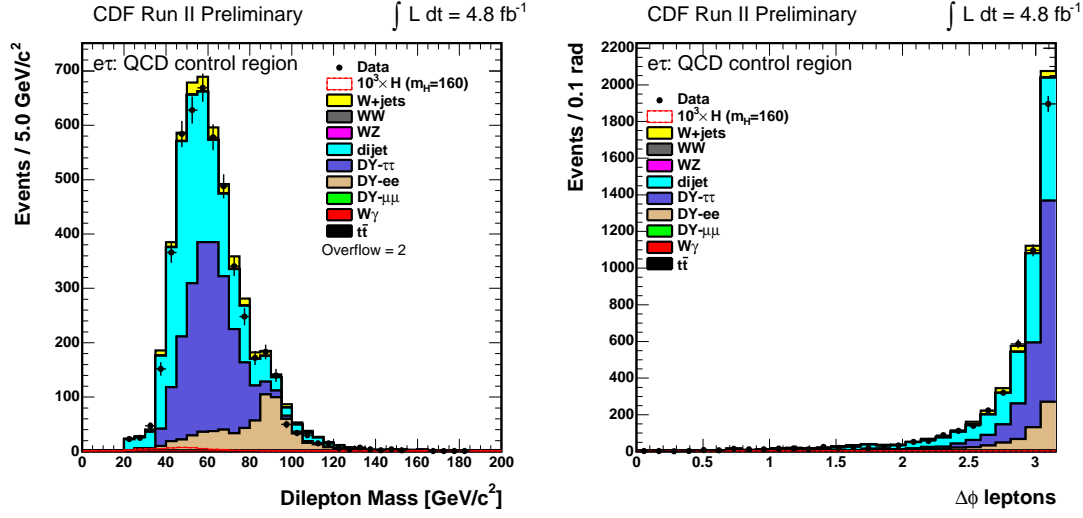 CDF Run II Preliminary ∫ L dt = 4.8 fb⁻¹
eτ: QCD control region
Data
10³ × H (m_H=160)
W+jets
WW
WZ
dijet
DY-ττ
DY-ee
DY-μμ
Wγ
tt̄
Overflow = 2
Events / 5.0 GeV/c²
700
600
500
400
300
200
100
0
0 20 40 60 80 100 120 140 160 180 200
Dilepton Mass [GeV/c²]
CDF Run II Preliminary ∫ L dt = 4.8 fb⁻¹
eτ: QCD control region
Data
10³ × H (m_H=160)
W+jets
WW
WZ
dijet
DY-ττ
DY-ee
DY-μμ
Wγ
tt̄
Events / 0.1 rad
2200
2000
1800
1600
1400
1200
1000
800
600
400
200
0
0 0.5 1 1.5 2 2.5 3
Δϕ leptons